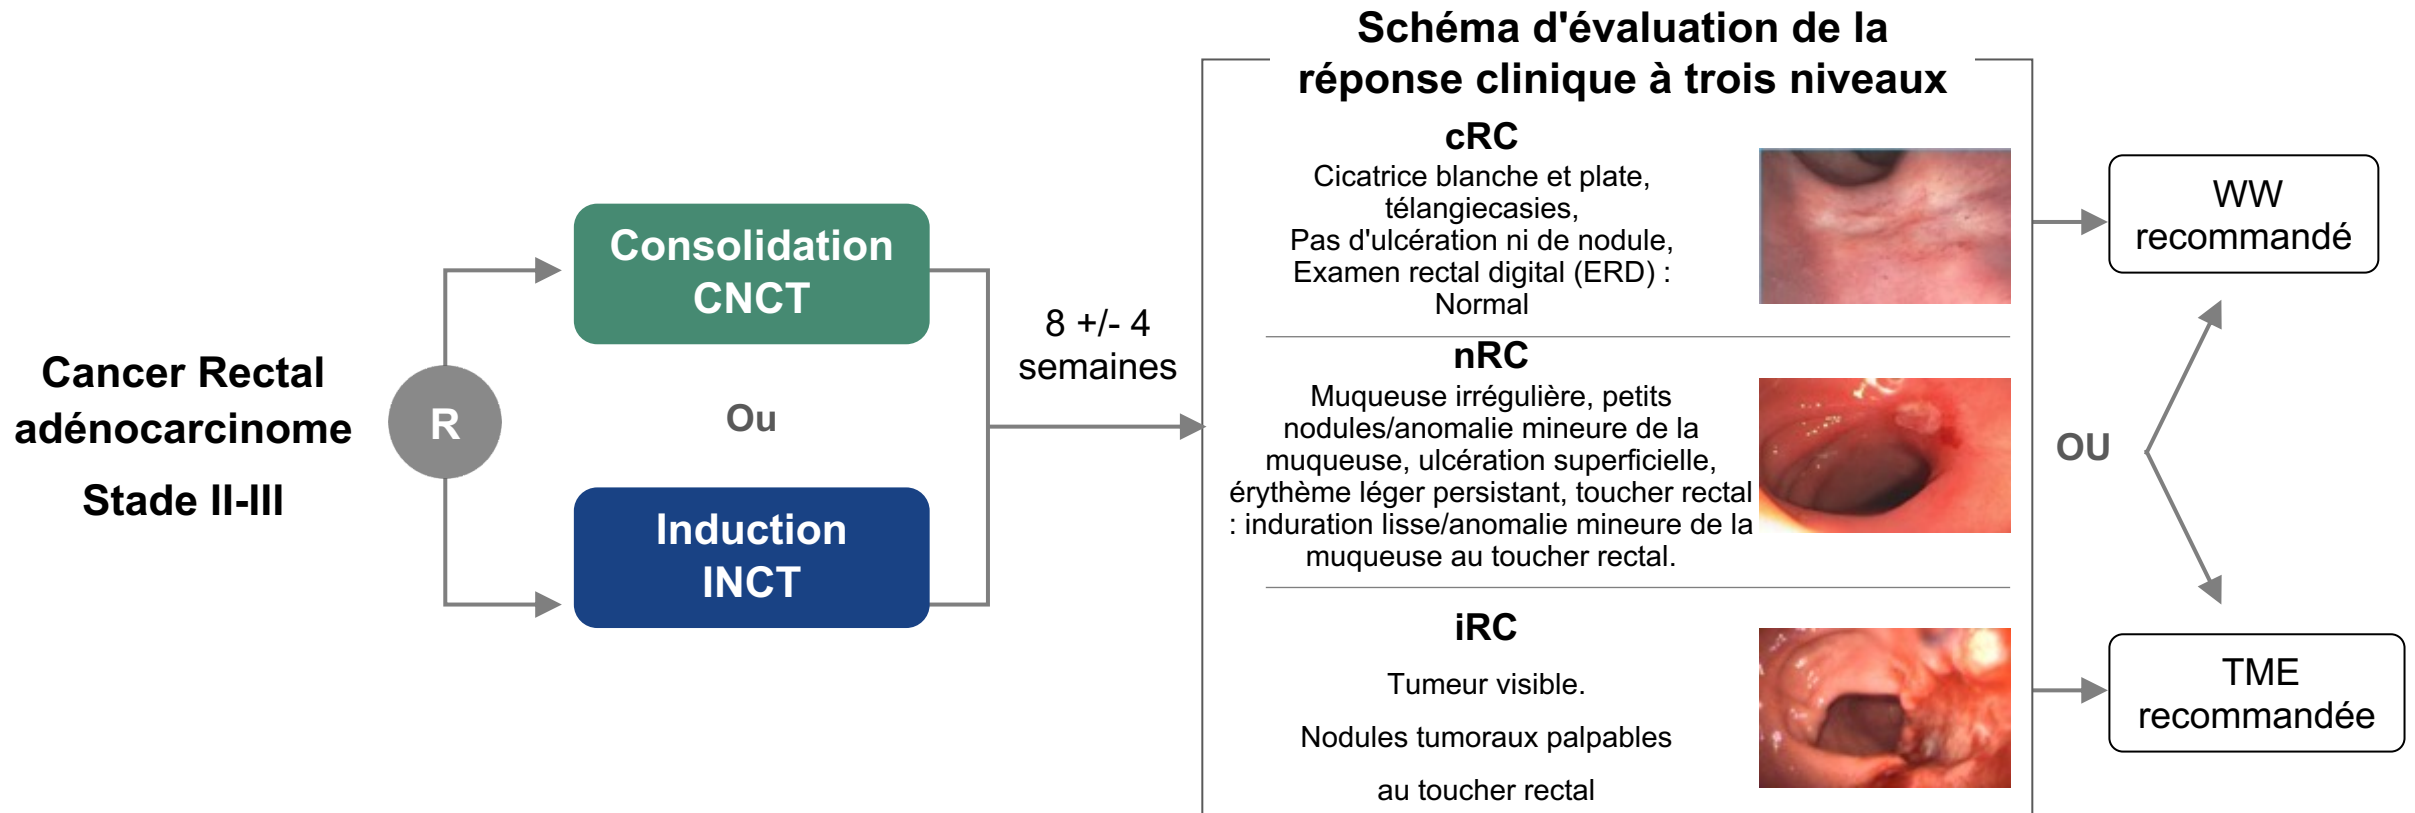 Schéma d'évaluation de la
réponse clinique à trois niveaux
Cancer Rectal
adénocarcinome
Stade II-III
R
Consolidation
CNCT
Ou
Induction
INCT
8 +/- 4
semaines
cRC
Cicatrice blanche et plate,
télangiecasies,
Pas d'ulcération ni de nodule,
Examen rectal digital (ERD) :
Normal
nRC
Muqueuse irrégulière, petits
nodules/anomalie mineure de la
muqueuse, ulcération superficielle,
érythème léger persistant, toucher rectal
: induration lisse/anomalie mineure de la
muqueuse au toucher rectal.
iRC
Tumeur visible.
Nodules tumoraux palpables
au toucher rectal
WW
recommandé
OU
TME
recommandée